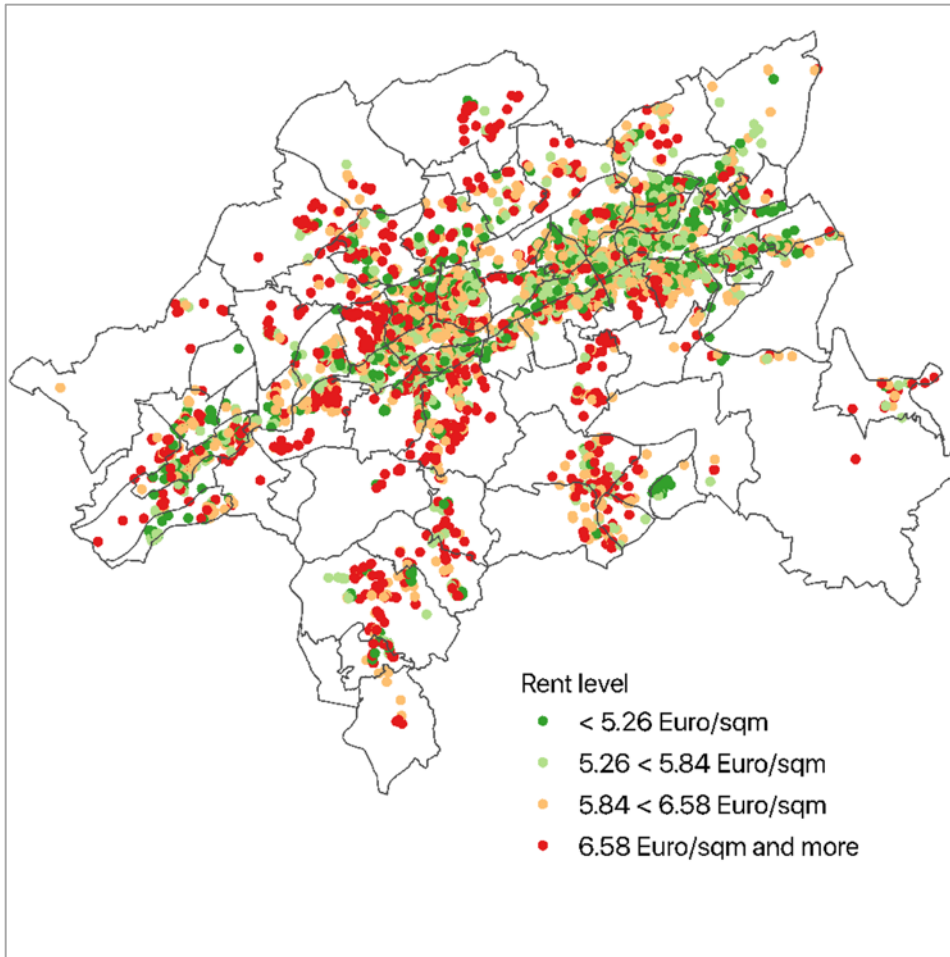 Rent level
< 5.26 Euro/sqm
5.26 < 5.84 Euro/sqm
5.84 < 6.58 Euro/sqm
6.58 Euro/sqm and more